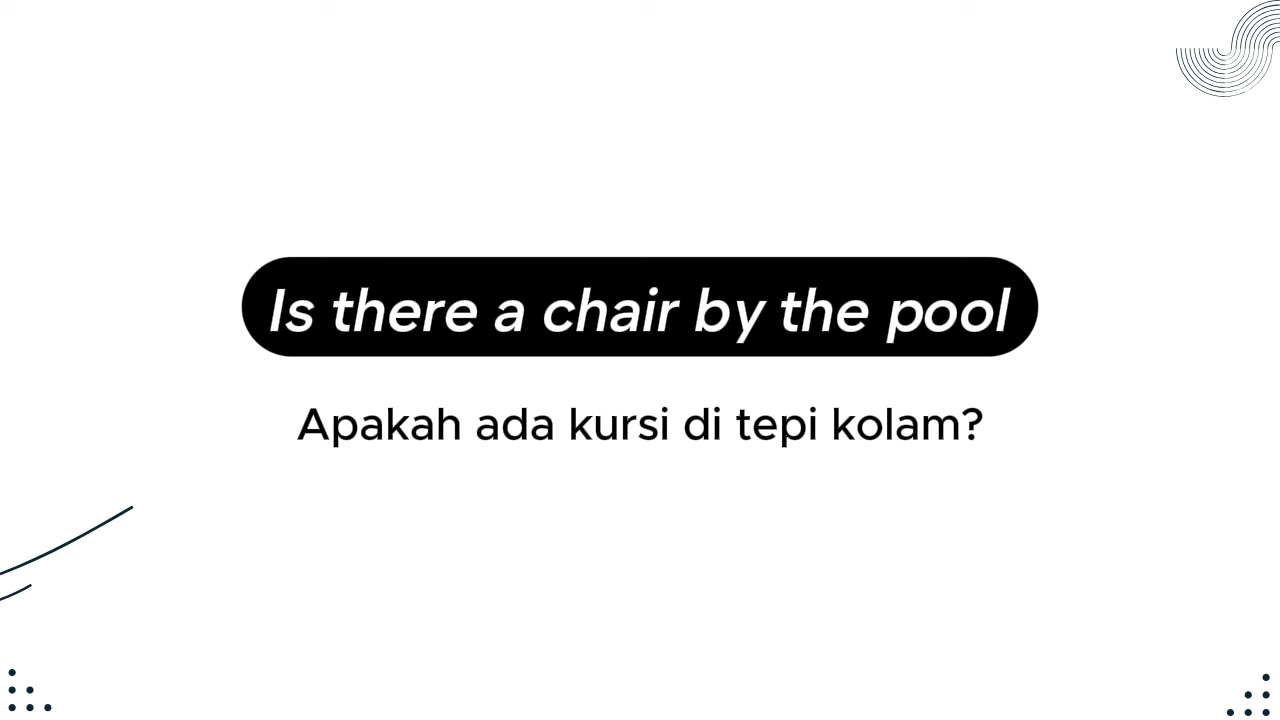 Is there a chair by the pool
Apakah ada kursi di tepi kolam?